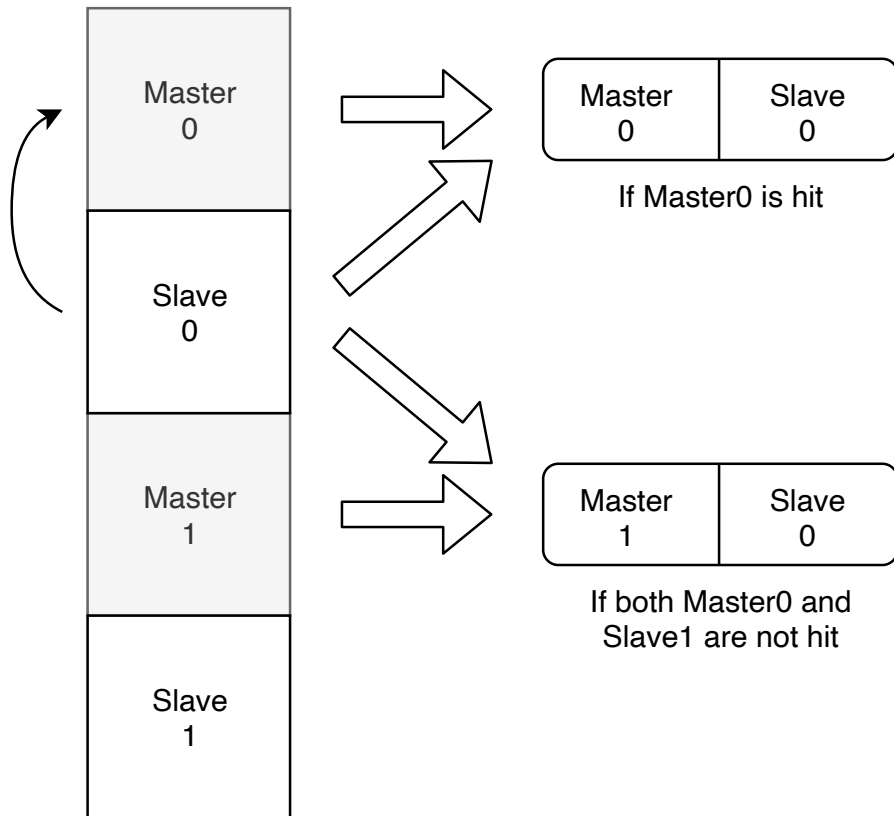 Master
0
Slave
0
Master
1
Slave
1
Master
0
Slave
0
If Master0 is hit
Master
1
Slave
0
If both Master0 and
Slave1 are not hit